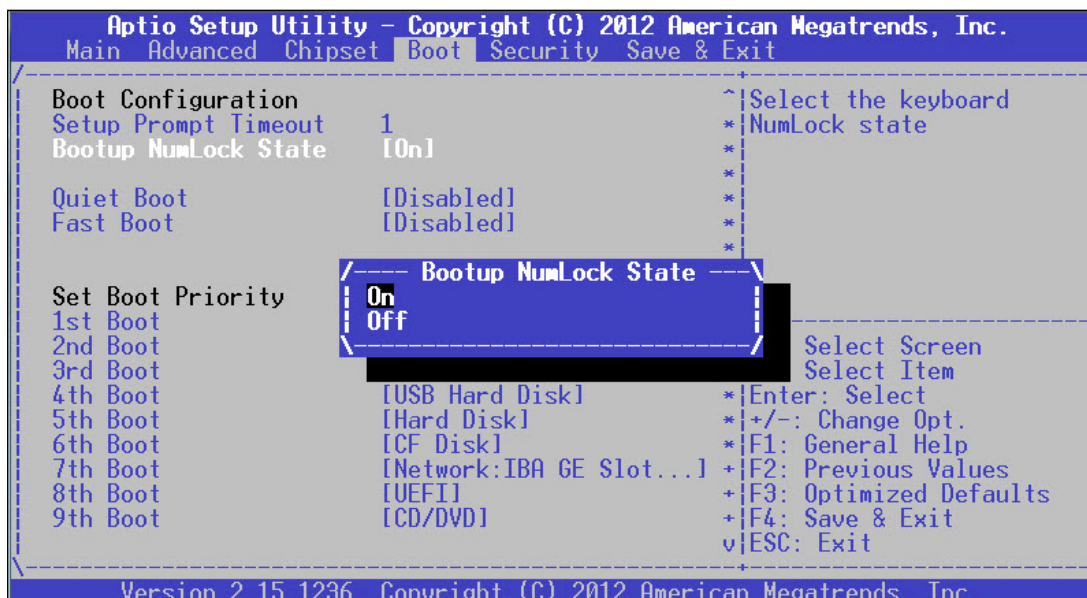 Aptio Setup Utility - Copyright (C) 2012 American Megatrends, Inc.
Main Advanced Chipset Boot Security Save & Exit
Boot Configuration
Setup Prompt Timeout 1
Bootup NumLock State [On]
Quiet Boot [Disabled]
Fast Boot [Disabled]
Set Boot Priority
1st Boot
2nd Boot
3rd Boot
4th Boot [USB Hard Disk]
5th Boot [Hard Disk]
6th Boot [CF Disk]
7th Boot [Network:IBA GE Slot...]
8th Boot [UEFI]
9th Boot [CD/DVD]
Bootup NumLock State
On
Off
Select the keyboard
NumLock state
Select Screen
Select Item
Enter: Select
+/-: Change Opt.
F1: General Help
F2: Previous Values
F3: Optimized Defaults
F4: Save & Exit
ESC: Exit
Version 2.15.1236. Copyright (C) 2012 American Megatrends, Inc.